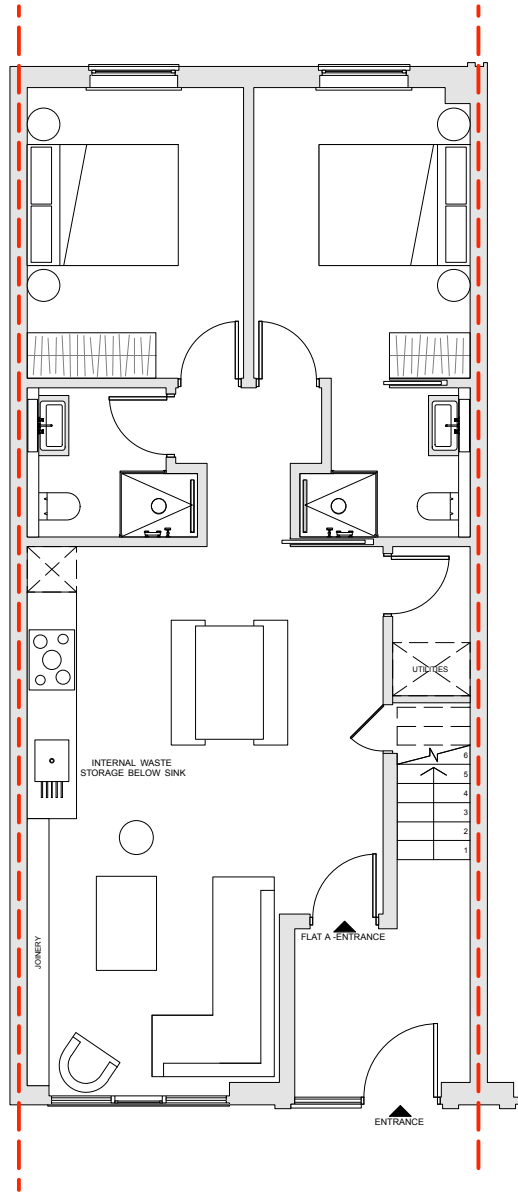 UTILITIES
6
5
4
3
2
1
INTERNAL WASTE
STORAGE BELOW SINK
JOINERY
FLAT A -ENTRANCE
ENTRANCE